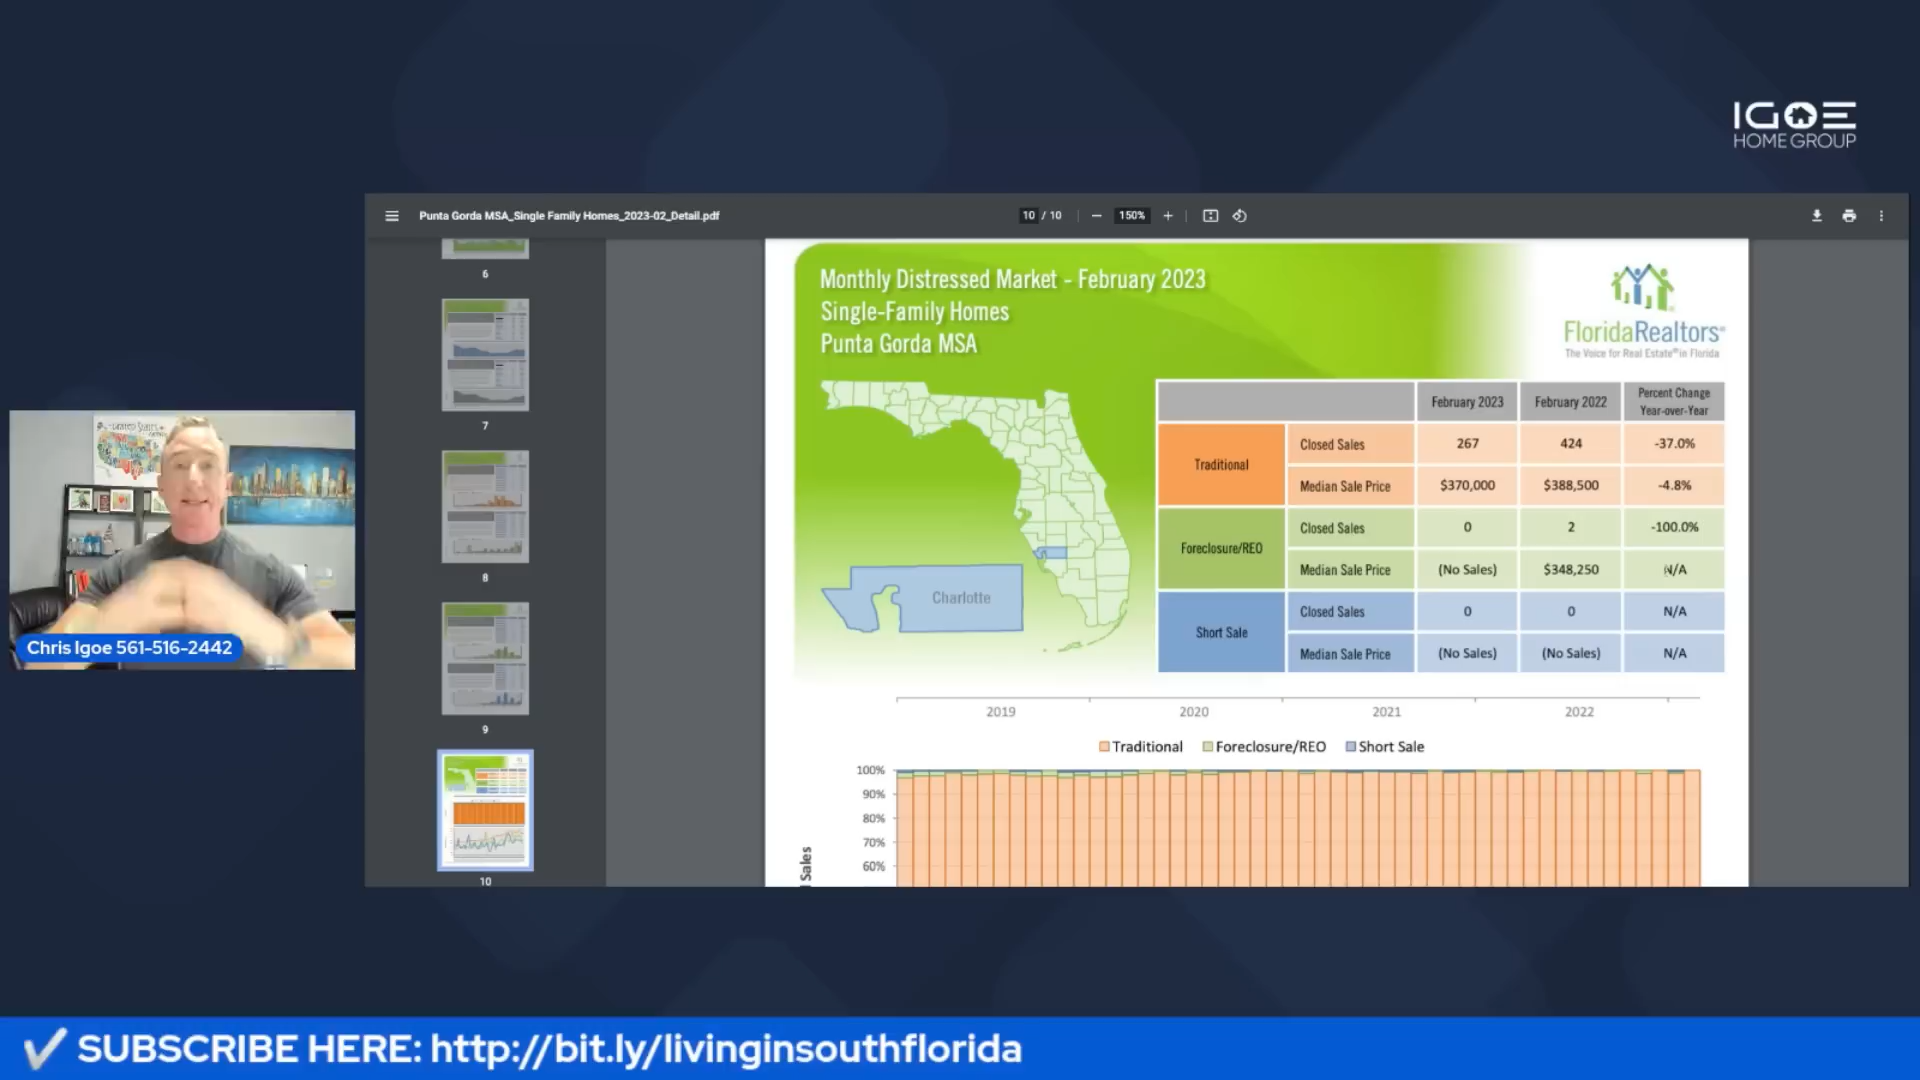 IGOE
HOME GROUP
Punta Gorda MSA_Single Family Homes_2023-02_Detail.pdf
10 / 10
150%
6
7
8
9
10
Monthly Distressed Market - February 2023
Single-Family Homes
Punta Gorda MSA
FloridaRealtors®
The Voice for Real Estate® in Florida
Charlotte
February 2023 February 2022 Percent Change Year-over-Year
Traditional
Closed Sales 267 424 -37.0%
Median Sale Price $370,000 $388,500 -4.8%
Foreclosure/REO
Closed Sales 0 2 -100.0%
Median Sale Price (No Sales) $348,250 N/A
Short Sale
Closed Sales 0 0 N/A
Median Sale Price (No Sales) (No Sales) N/A
2019 2020 2021 2022
Traditional Foreclosure/REO Short Sale
100%
90%
80%
70%
60%
Sales
United States
Chris Igoe 561-516-2442
SUBSCRIBE HERE: http://bit.ly/livinginsouthflorida